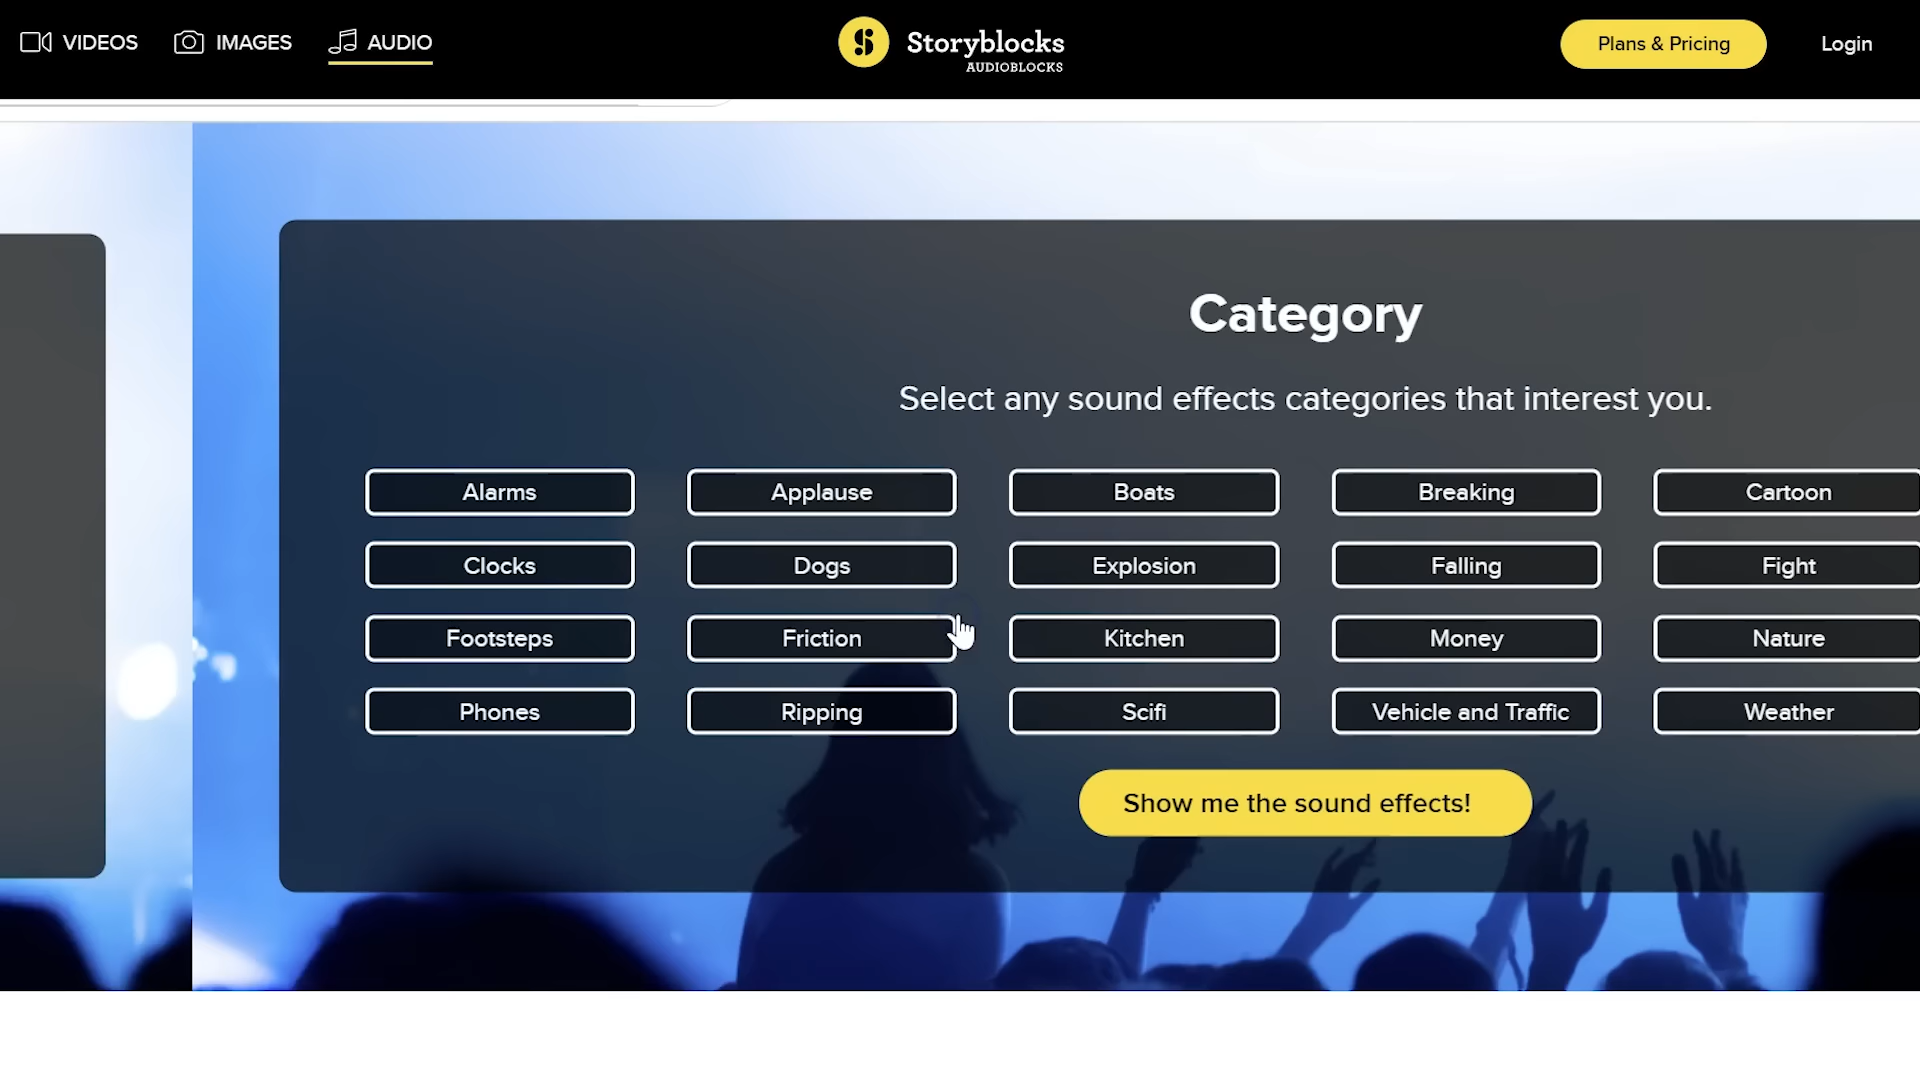 VIDEOS IMAGES AUDIO Storyblocks Plans & Pricing Login
AUDIOBLOCKS
Category
Select any sound effects categories that interest you.
Alarms Applause Boats Breaking Cartoon
Clocks Dogs Explosion Falling Fight
Footsteps Friction Kitchen Money Nature
Phones Ripping Scifi Vehicle and Traffic Weather
Show me the sound effects!